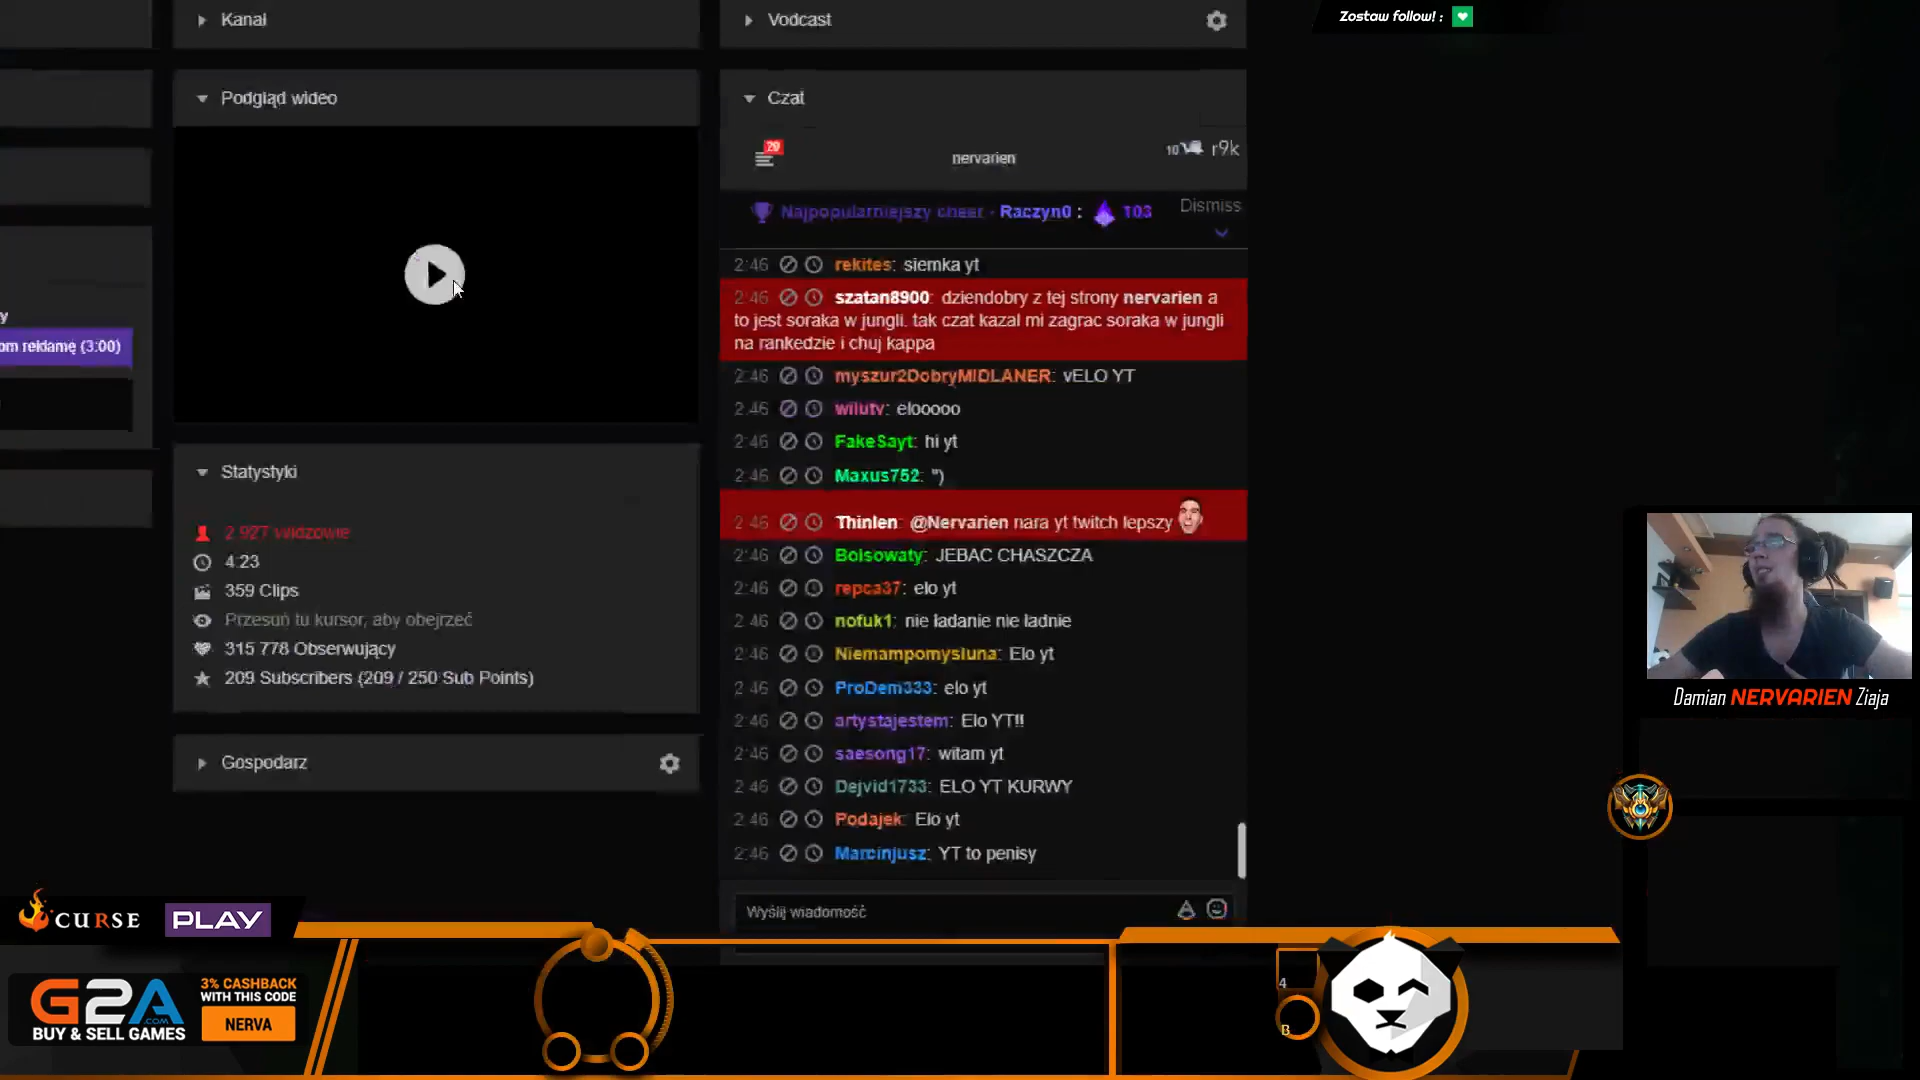 Kanał
Vodcast
Zostaw follow! :
Podgląd wideo
Czat
29
nervarien
10
r9k
Najpopularniejszy cheer - Raczyn0 : 103
Dismiss
2:46 rekites: siemka yt
2:46 szatan8900: dziendobry z tej strony nervarien a
to jest soraka w jungli. tak czat kazal mi zagrac soraka w jungli
na rankedzie i chuj kappa
2:46 myszur2DobryMIDLANER: vELO YT
2:46 wilutv: elooooo
2:46 FakeSayt: hi yt
2:46 Maxus752: ")
2:46 Thinlen: @Nervarien nara yt twitch lepszy
2:46 Bolsowaty: JEBAC CHASZCZA
2:46 repca37: elo yt
2:46 nofuk1: nie ładanie nie ładnie
2:46 Niemampomysluna: Elo yt
2:46 ProDem333: elo yt
2:46 artystajestem: Elo YT!!
2:46 saesong17: witam yt
2:46 Dejvid1733: ELO YT KURWY
2:46 Podajek: Elo yt
2:46 Marcinjusz: YT to penisy
Wyślij wiadomość
y
om reklamę (3:00)
Statystyki
2 927 Widzowie
4:23
359 Clips
Przesuń tu kursor, aby obejrzeć
315 778 Obserwujący
209 Subscribers (209 / 250 Sub Points)
Gospodarz
Damian NERVARIEN Ziaja
CURSE
PLAY
G2A
.COM
BUY & SELL GAMES
3% CASHBACK
WITH THIS CODE
NERVA
4
B